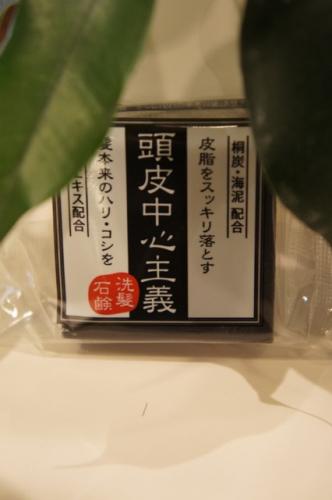 桐炭・海泥 配合
皮脂をスッキリ落とす
頭皮中心主義
洗髪
石鹸
髪本来のハリ・コシを
エキス配合